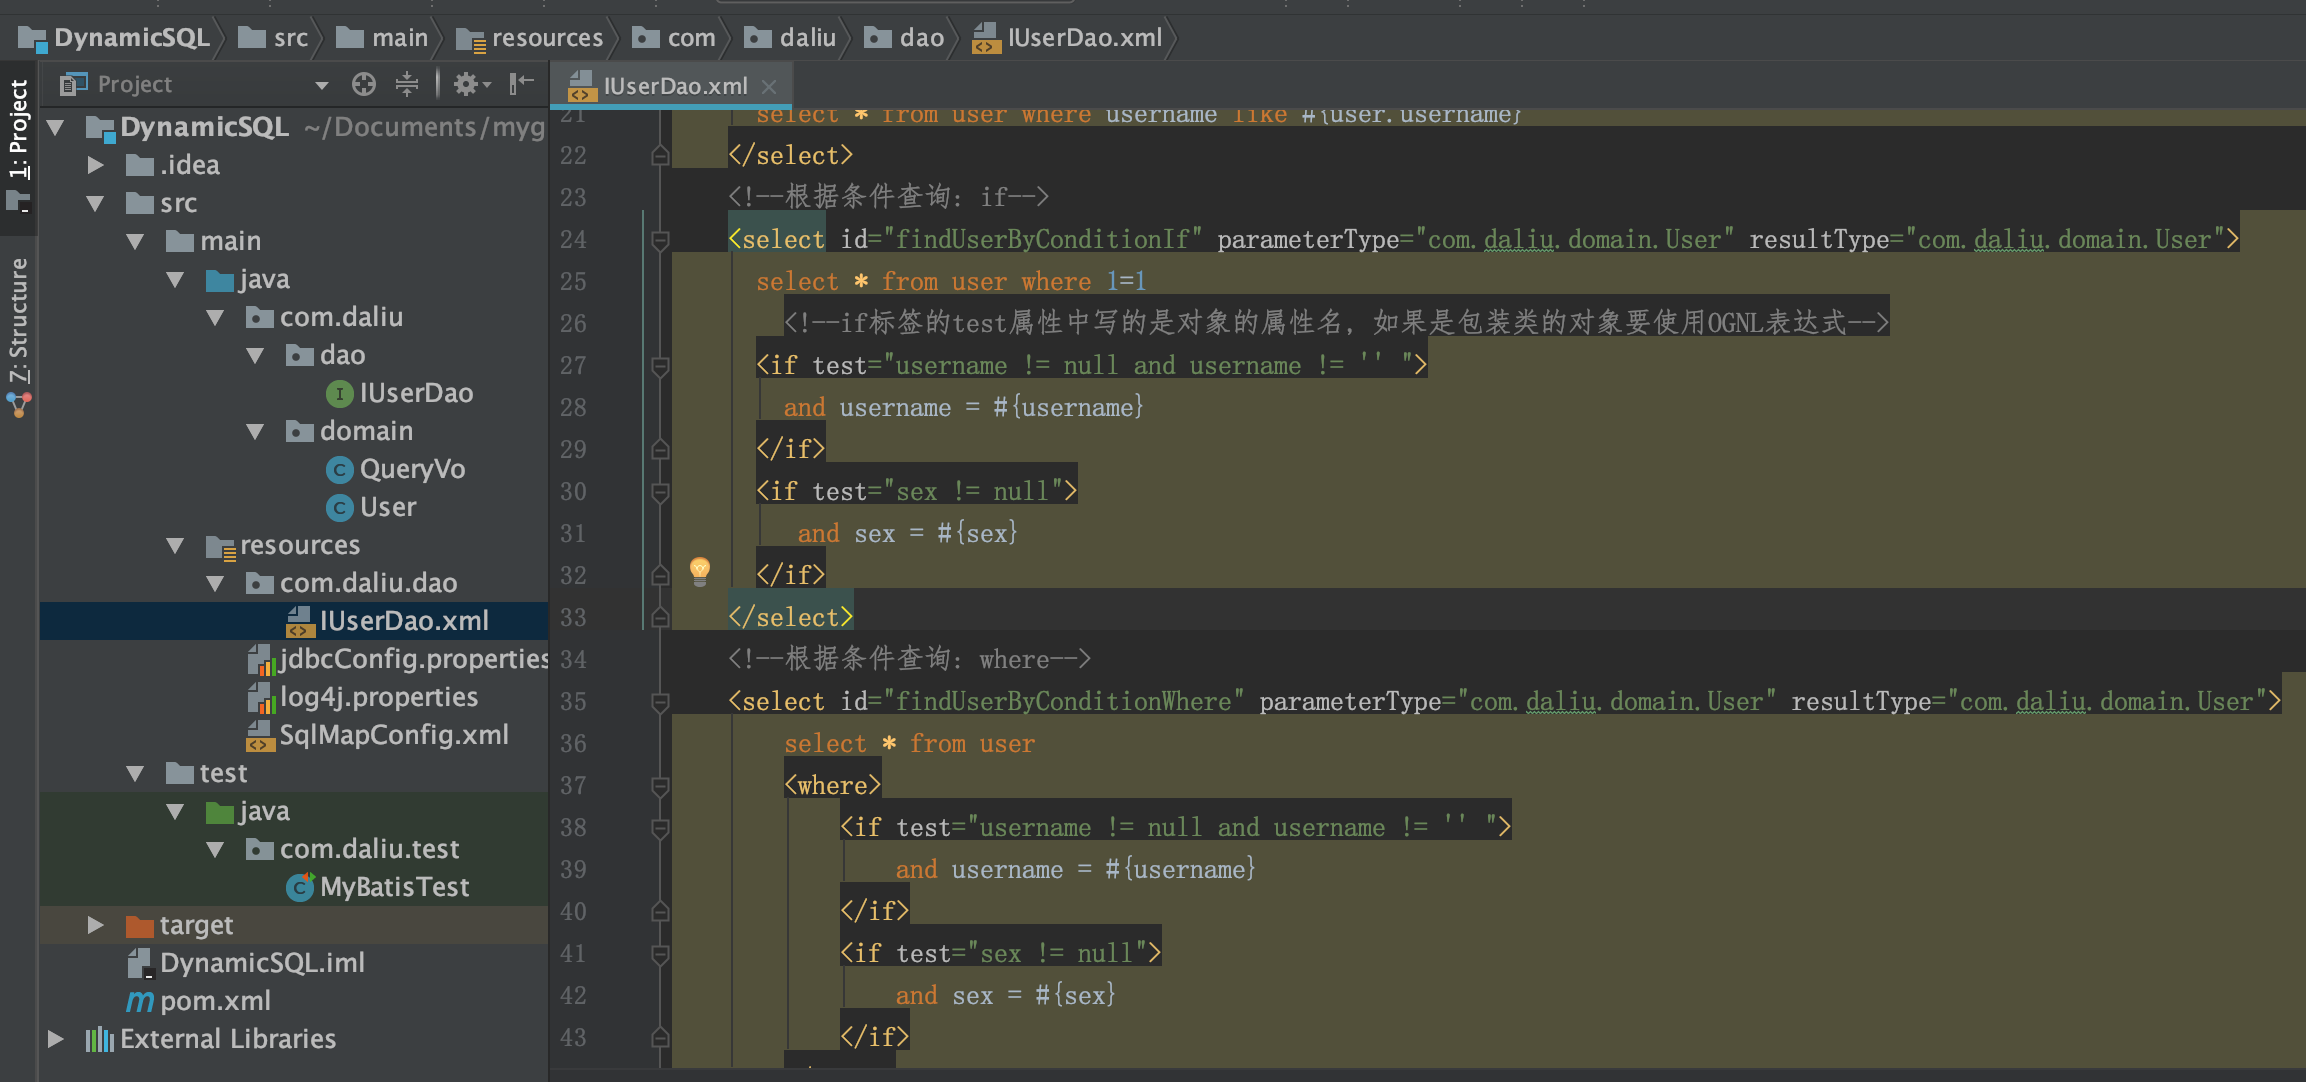 DynamicSQL src main resources com daliu dao IUserDao.xml
1: Project
7: Structure
Project
DynamicSQL ~/Documents/myg
.idea
src
main
java
com.daliu
dao
IUserDao
domain
QueryVo
User
resources
com.daliu.dao
IUserDao.xml
jdbcConfig.properties
log4j.properties
SqlMapConfig.xml
test
java
com.daliu.test
MyBatisTest
target
DynamicSQL.iml
pom.xml
External Libraries
IUserDao.xml
21 select * from user where username like #{user.username}
22 </select>
23 <!--根据条件查询: if-->
24 <select id="findUserByConditionIf" parameterType="com.daliu.domain.User" resultType="com.daliu.domain.User">
25 select * from user where 1=1
26 <!--if标签的test属性中写的是对象的属性名，如果是包装类的对象要使用OGNL表达式-->
27 <if test="username != null and username != '' ">
28 and username = #{username}
29 </if>
30 <if test="sex != null">
31 and sex = #{sex}
32 </if>
33 </select>
34 <!--根据条件查询: where-->
35 <select id="findUserByConditionWhere" parameterType="com.daliu.domain.User" resultType="com.daliu.domain.User">
36 select * from user
37 <where>
38 <if test="username != null and username != '' ">
39 and username = #{username}
40 </if>
41 <if test="sex != null">
42 and sex = #{sex}
43 </if>